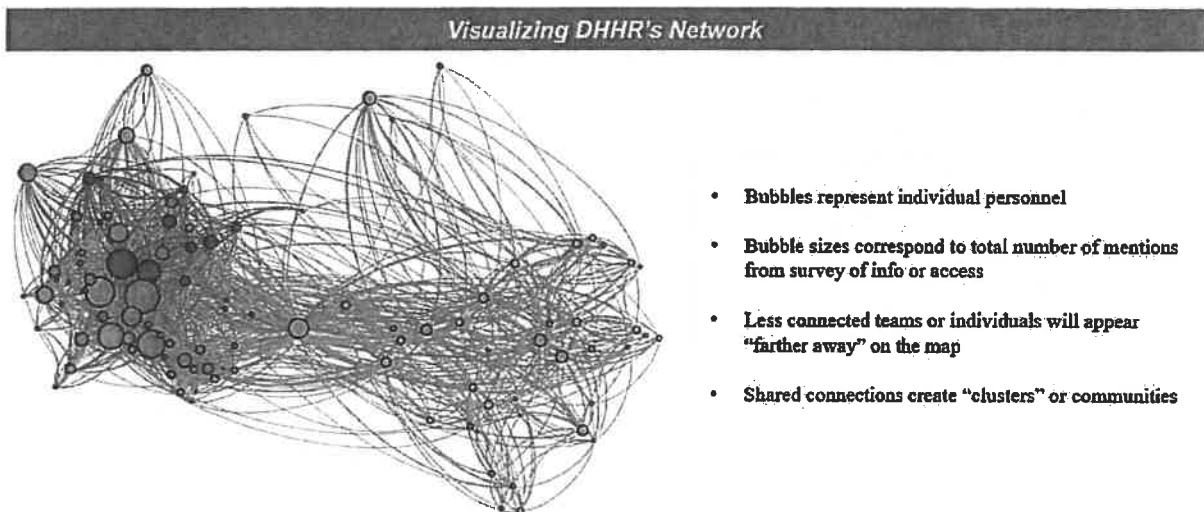 Visualizing DHHR's Network
• Bubbles represent individual personnel
• Bubble sizes correspond to total number of mentions
from survey of info or access
• Less connected teams or individuals will appear
“farther away” on the map
• Shared connections create “clusters” or communities